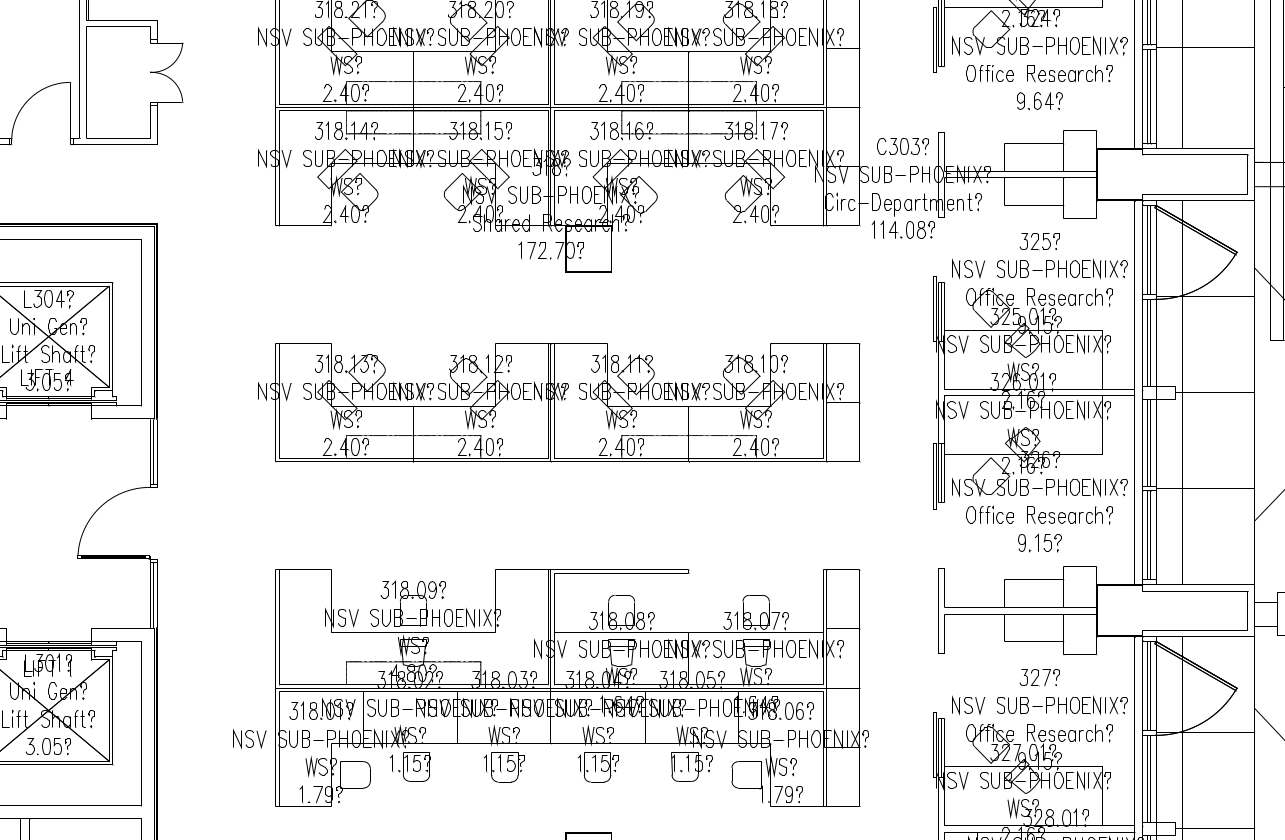 318.21?
NSV SUB-PHOENIX?
WS?
2.40?
318.20?
NSV SUB-PHOENIX?
WS?
2.40?
318.19?
NSV SUB-PHOENIX?
WS?
2.40?
318.18?
NSV SUB-PHOENIX?
WS?
2.40?
324?
NSV SUB-PHOENIX?
Office Research?
9.64?
318.14?
NSV SUB-PHOENIX?
WS?
2.40?
318.15?
NSV SUB-PHOENIX?
WS?
2.40?
318.16?
NSV SUB-PHOENIX?
WS?
2.40?
318.17?
NSV SUB-PHOENIX?
WS?
2.40?
318?
NSV SUB-PHOENIX?
Shared Research?
172.70?
C303?
NSV SUB-PHOENIX?
Circ-Department?
114.08?
325?
NSV SUB-PHOENIX?
Office Research?
9.15?
325.01?
NSV SUB-PHOENIX?
WS?
2.16?
L304?
Uni Gen?
Lift Shaft?
3.05?
LIFT 4
318.13?
NSV SUB-PHOENIX?
WS?
2.40?
318.12?
NSV SUB-PHOENIX?
WS?
2.40?
318.11?
NSV SUB-PHOENIX?
WS?
2.40?
318.10?
NSV SUB-PHOENIX?
WS?
2.40?
326.01?
NSV SUB-PHOENIX?
WS?
2.16?
326?
NSV SUB-PHOENIX?
Office Research?
9.15?
318.09?
NSV SUB-PHOENIX?
WS?
4.80?
318.08?
NSV SUB-PHOENIX?
WS?
1.64?
318.07?
NSV SUB-PHOENIX?
WS?
1.64?
L301?
Uni Gen?
Lift Shaft?
3.05?
318.01?
NSV SUB-PHOENIX?
WS?
1.79?
318.02?
NSV SUB-PHOENIX?
WS?
1.15?
318.03?
NSV SUB-PHOENIX?
WS?
1.15?
318.04?
NSV SUB-PHOENIX?
WS?
1.15?
318.05?
NSV SUB-PHOENIX?
WS?
1.15?
318.06?
NSV SUB-PHOENIX?
WS?
1.79?
327?
NSV SUB-PHOENIX?
Office Research?
9.15?
327.01?
NSV SUB-PHOENIX?
WS?
2.16?
328.01?
NSV SUB-PHOENIX?